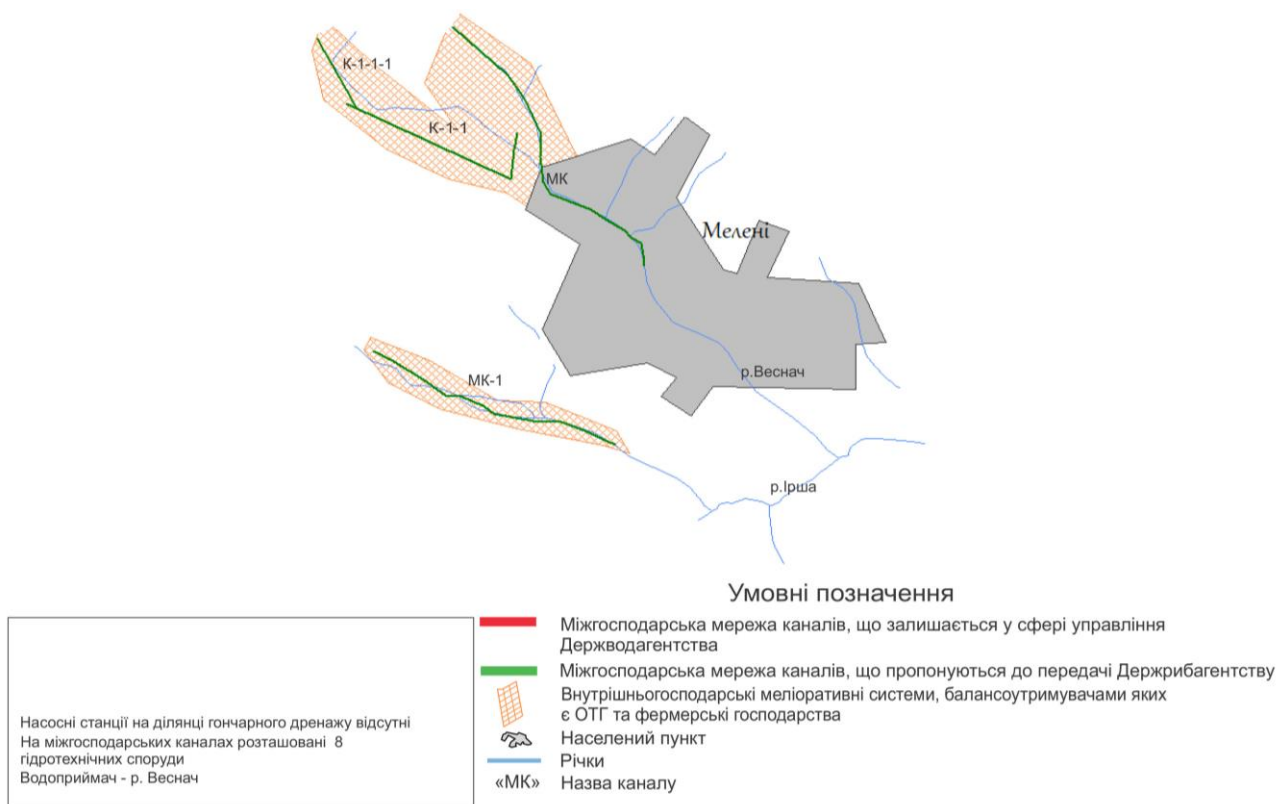 К-1-1-1
К-1-1
МК
Мелені
МК-1
р.Веснач
р.Ірша
Умовні позначення
Міжгосподарська мережа каналів, що залишається у сфері управління
Держводагентства
Міжгосподарська мережа каналів, що пропонуються до передачі Держрибагентству
Внутрішньогосподарські меліоративні системи, балансоутримувачами яких
є ОТГ та фермерські господарства
Населений пункт
Річки
«МК» Назва каналу
Насосні станції на ділянці гончарного дренажу відсутні
На міжгосподарських каналах розташовані 8
гідротехнічних споруди
Водоприймач - р. Веснач